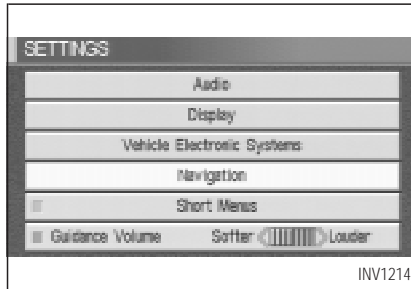 SETTINGS
Audio
Display
Vehicle Electronic Systems
Navigation
Short Menus
Guidance Volume Softer Louder
INV1214